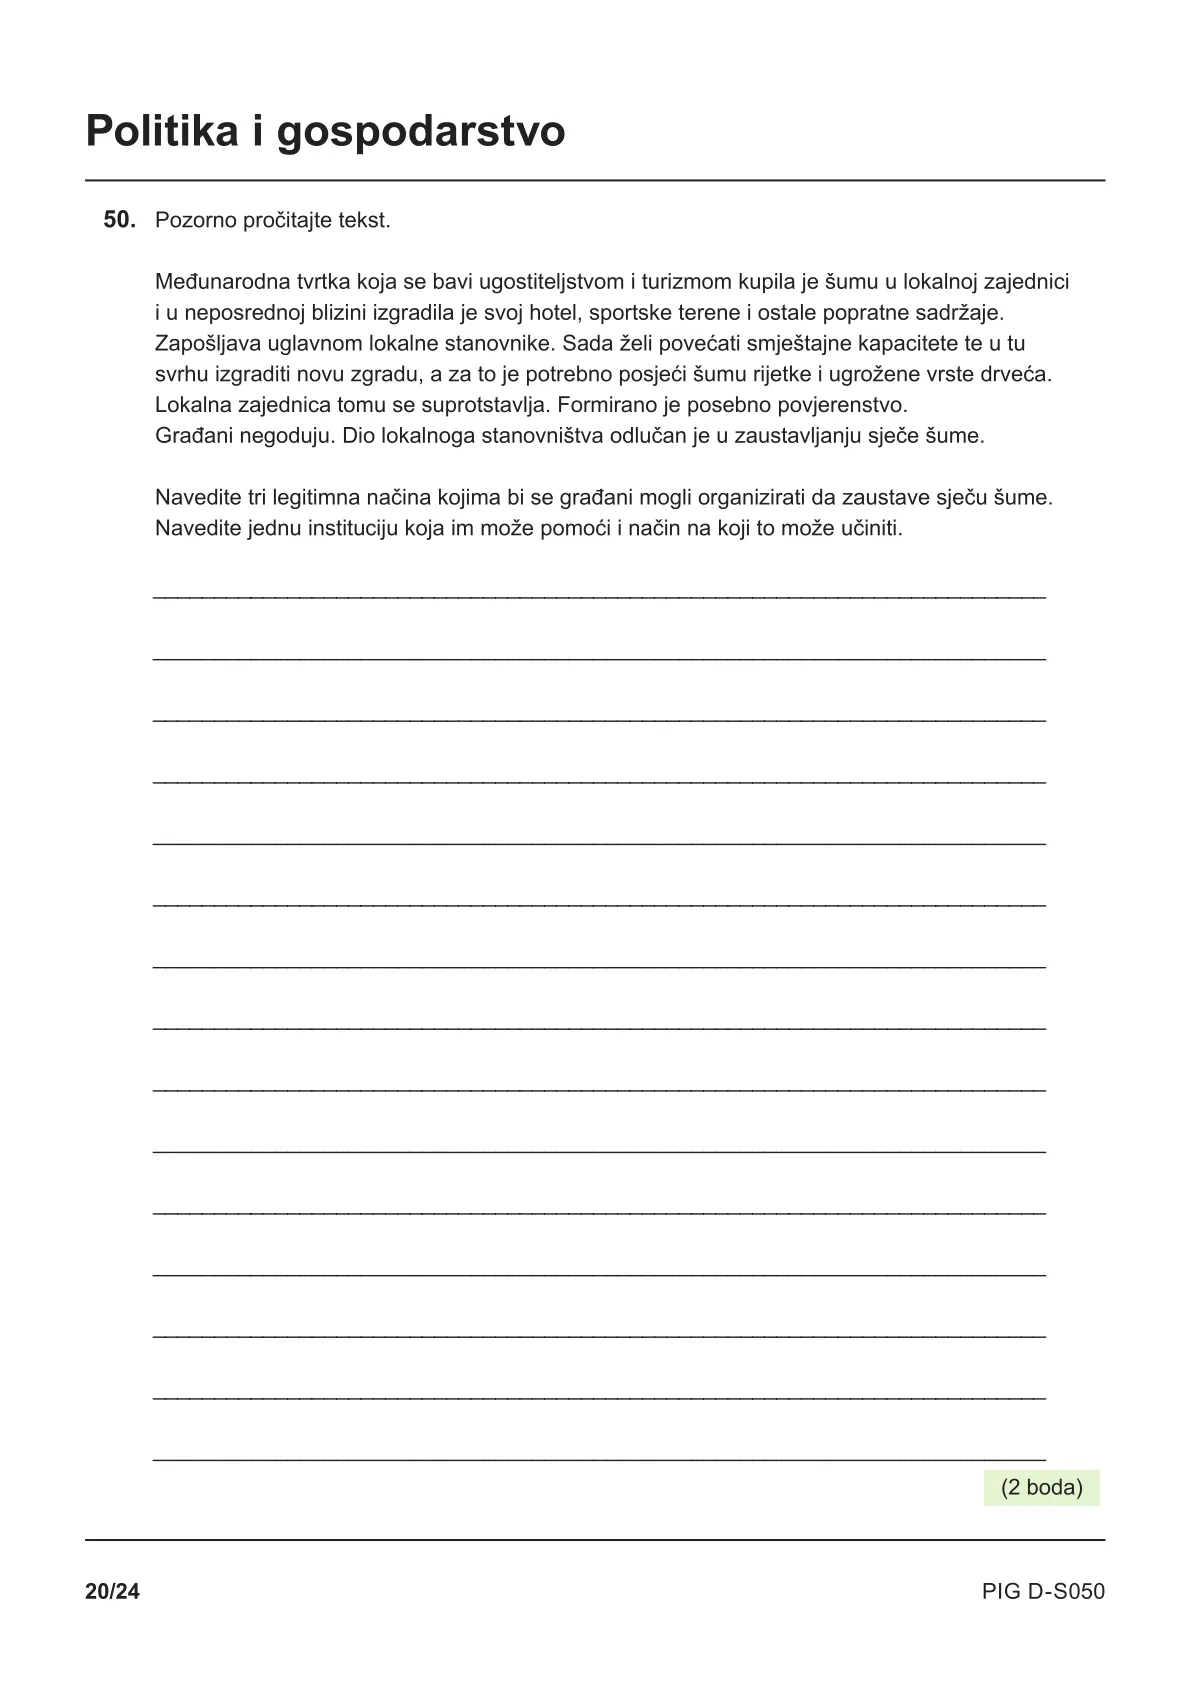 Politika i gospodarstvo
50. Pozorno pročitajte tekst.
Međunarodna tvrtka koja se bavi ugostiteljstvom i turizmom kupila je šumu u lokalnoj zajednici
i u neposrednoj blizini izgradila je svoj hotel, sportske terene i ostale popratne sadržaje.
Zapošljava uglavnom lokalne stanovnike. Sada želi povećati smještajne kapacitete te u tu
svrhu izgraditi novu zgradu, a za to je potrebno posjeći šumu rijetke i ugrožene vrste drveća.
Lokalna zajednica tomu se suprotstavlja. Formirano je posebno povjerenstvo.
Građani negoduju. Dio lokalnoga stanovništva odlučan je u zaustavljanju sječe šume.
Navedite tri legitimna načina kojima bi se građani mogli organizirati da zaustave sječu šume.
Navedite jednu instituciju koja im može pomoći i način na koji to može učiniti.
(2 boda)
20/24 PIG D-S050